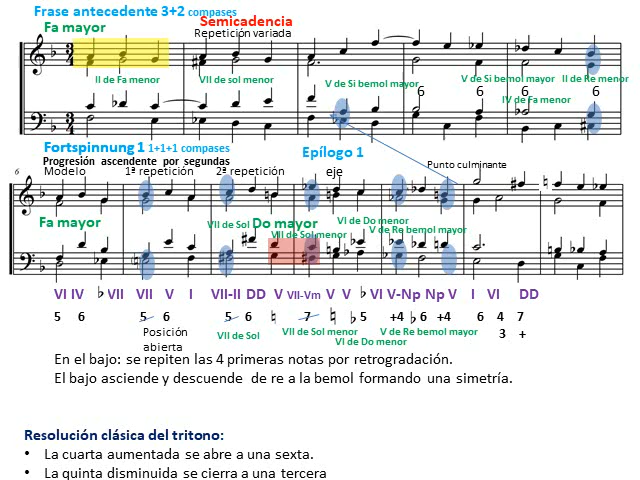 Frase antecedente 3+2 compases
Semicadencia
Fa mayor
Repetición variada
3
4
II de Fa menor
VII de sol menor
V de Si bemol mayor
V de Si bemol mayor
II de Re menor
6 6 6
IV de Fa menor
3
4
Fortspinnung 1 1+1+1 compases
Progresión ascendente por segundas
Epílogo 1
Punto culminante
6
Modelo
1ª repetición
2ª repetición
eje
Fa mayor
VII de Sol
Do mayor
VI de Do menor
VII de Sol menor
V de Re bemol mayor
VI IV ♭VII VII V I VII-II DD V VII-Vm V V ♭VI V-Np Np V I VI DD
5 6 5 6 5 6 ♮ 7 ♮ ♭5 +4 ♭6 +4 6 4 7
3 +
Posición abierta
VII de Sol
VII de Sol menor
VI de Do menor
V de Re bemol mayor
En el bajo: se repiten las 4 primeras notas por retrogradación.
El bajo asciende y descuende de re a la bemol formando una simetría.
Resolución clásica del tritono:
• La cuarta aumentada se abre a una sexta.
• La quinta disminuida se cierra a una tercera